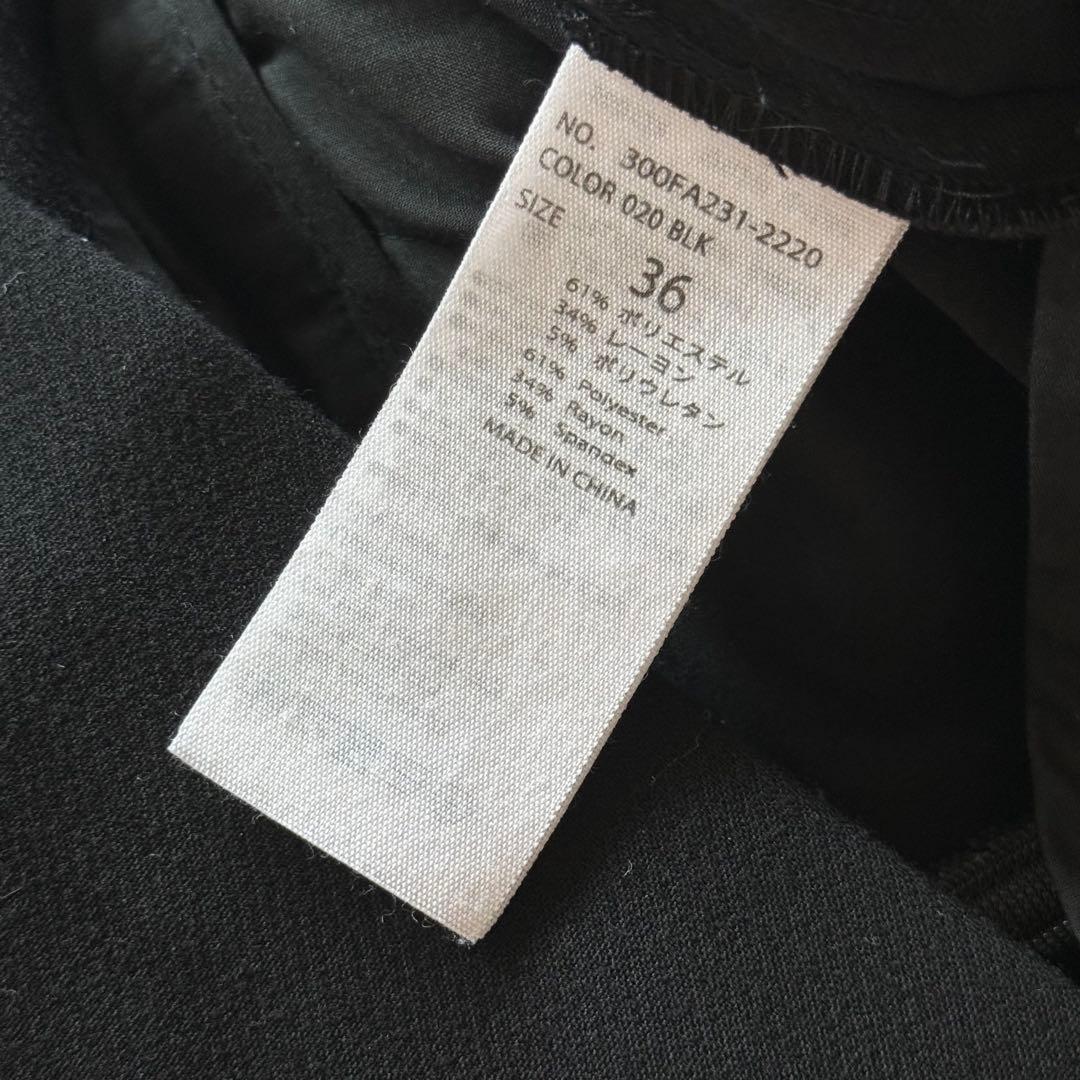 NO. 300FA231-2220
COLOR 020 BLK
SIZE
36
61% ポリエステル
34% レーヨン
5% ポリウレタン
61% Polyester
34% Rayon
5% Spandex
MADE IN CHINA